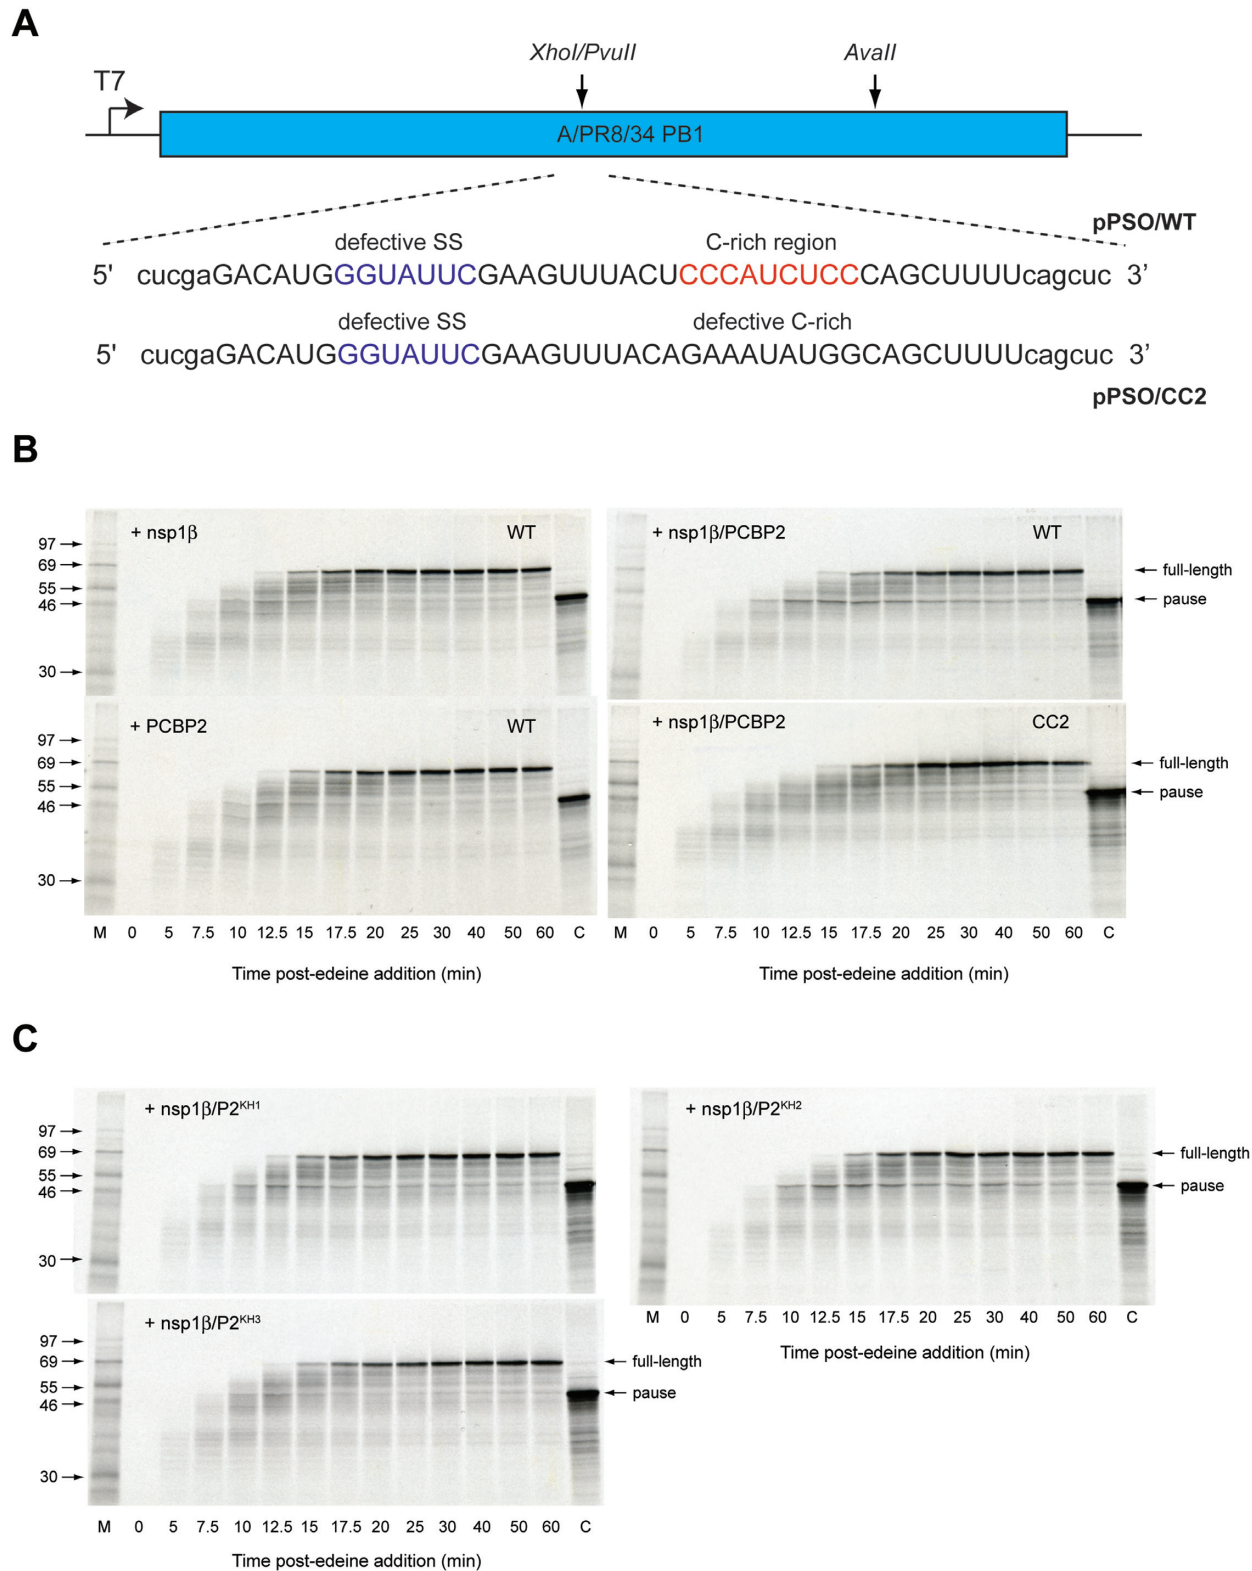 A
XhoI/PvuII AvaII
T7
A/PR8/34 PB1
pPSO/WT
defective SS C-rich region
5' cucgaGACAUGGGUAUUCGAAGUUUACUCCCAUCUCCCAGCUUUUcagcuc 3’
defective SS defective C-rich
5' cucgaGACAUGGGUAUUCGAAGUUUACAGAAAUAUGGCAGCUUUUcagcuc 3’
pPSO/CC2
B
+ nsp1β WT
97
69
55
46
30
+ nsp1β/PCBP2 WT
full-length
pause
+ PCBP2 WT
97
69
55
46
30
+ nsp1β/PCBP2 CC2
full-length
pause
M 0 5 7.5 10 12.5 15 17.5 20 25 30 40 50 60 C
M 0 5 7.5 10 12.5 15 17.5 20 25 30 40 50 60 C
Time post-edeine addition (min)
Time post-edeine addition (min)
C
+ nsp1β/P2KH1
97
69
55
46
30
+ nsp1β/P2KH2
full-length
pause
M 0 5 7.5 10 12.5 15 17.5 20 25 30 40 50 60 C
Time post-edeine addition (min)
+ nsp1β/P2KH3
97
69
55
46
30
full-length
pause
M 0 5 7.5 10 12.5 15 17.5 20 25 30 40 50 60 C
Time post-edeine addition (min)